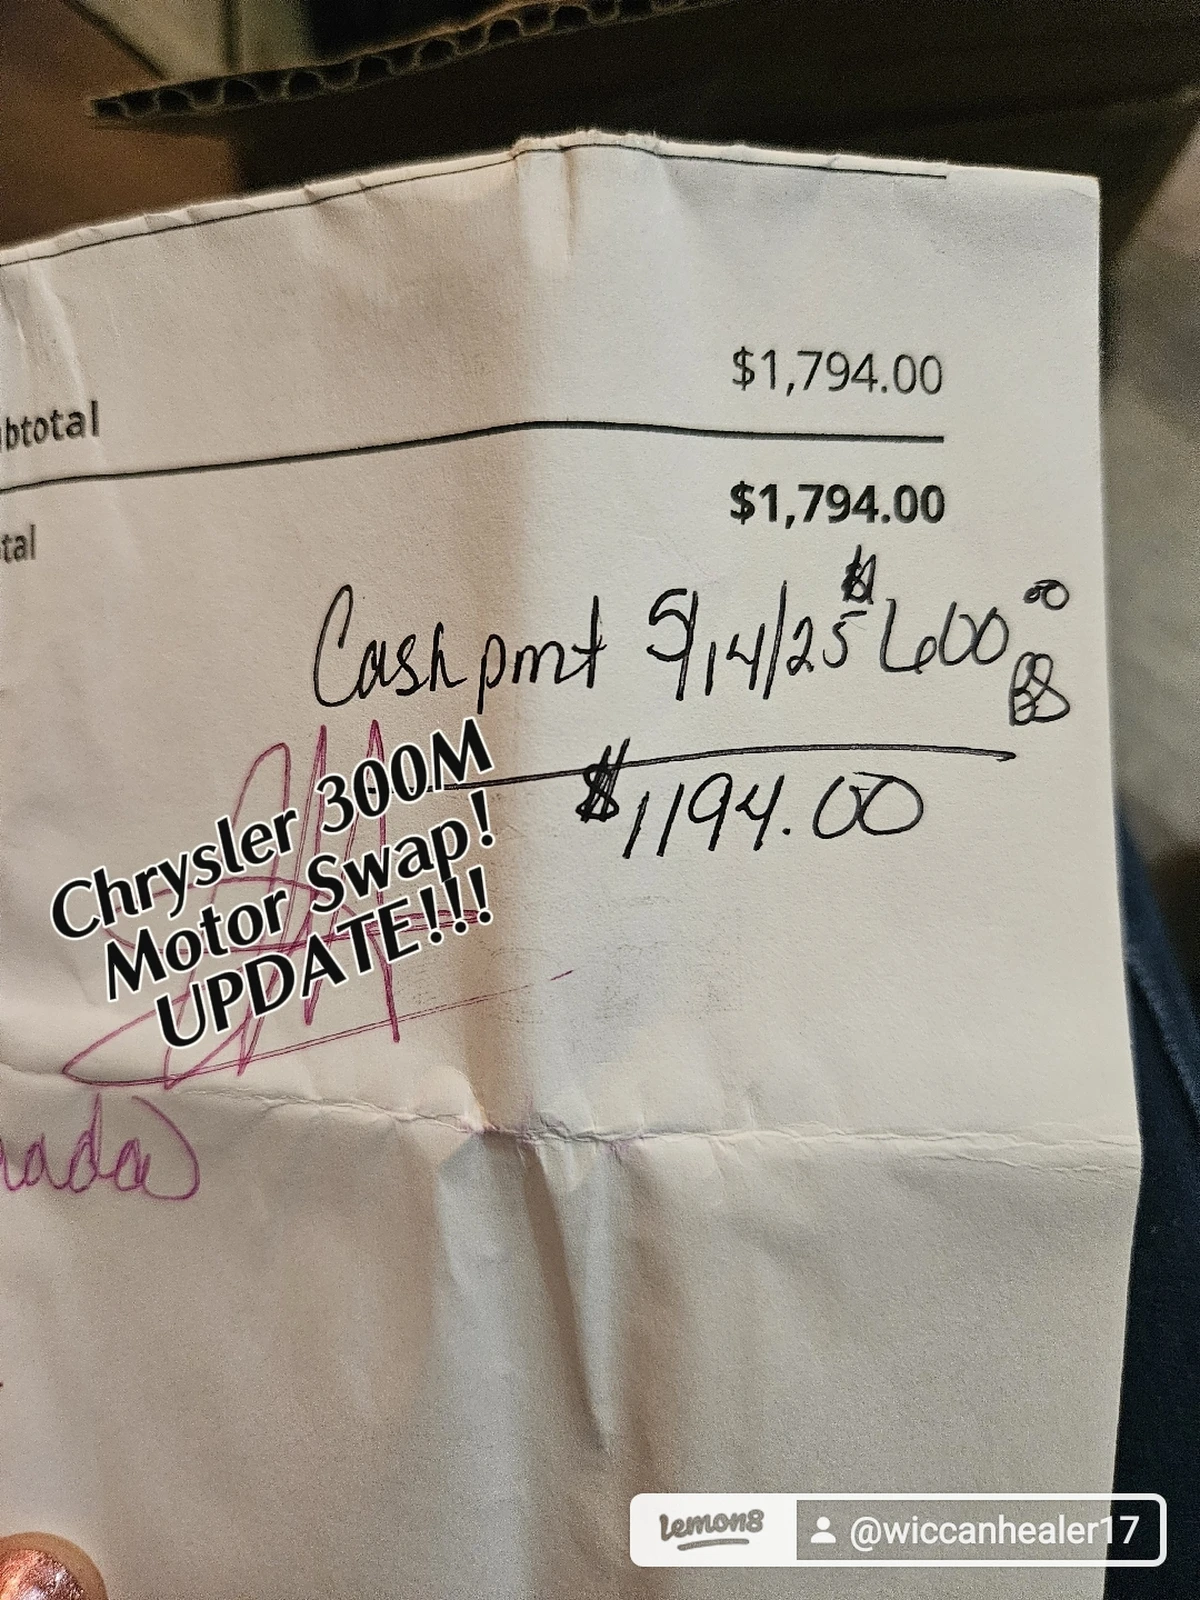 $1,794.00
btotal
$1,794.00
tal
Cash pmt 5/14/25 $600.00
$1194.00
Chrysler 300M
Motor Swap!
UPDATE!!!
lemon8 @wiccanhealer17